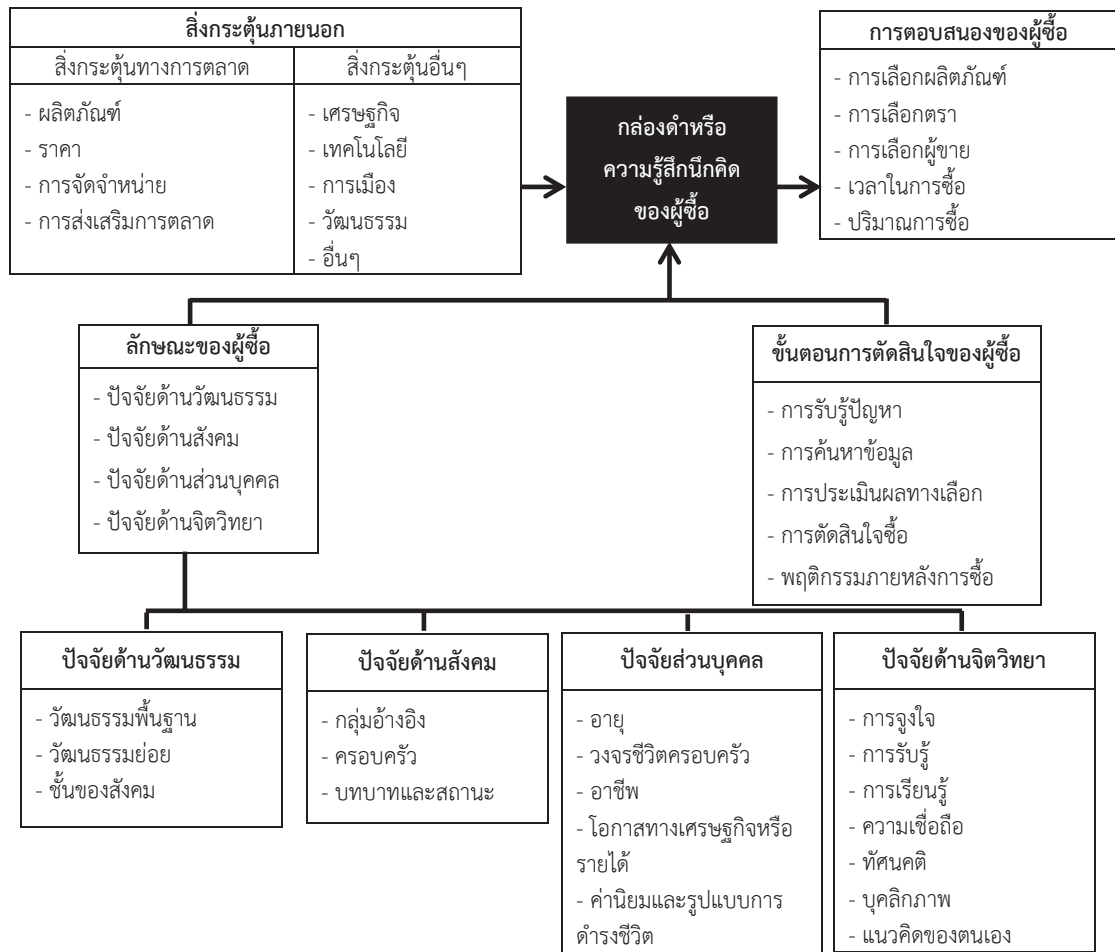 สิ่งกระตุ้นภายนอก
สิ่งกระตุ้นทางการตลาด
- ผลิตภัณฑ์
- ราคา
- การจัดจำหน่าย
- การส่งเสริมการตลาด
สิ่งกระตุ้นอื่นๆ
- เศรษฐกิจ
- เทคโนโลยี
- การเมือง
- วัฒนธรรม
- อื่นๆ
กล่องดำหรือ
ความรู้สึกนึกคิด
ของผู้ซื้อ
การตอบสนองของผู้ซื้อ
- การเลือกผลิตภัณฑ์
- การเลือกตรา
- การเลือกผู้ขาย
- เวลาในการซื้อ
- ปริมาณการซื้อ
ลักษณะของผู้ซื้อ
- ปัจจัยด้านวัฒนธรรม
- ปัจจัยด้านสังคม
- ปัจจัยด้านส่วนบุคคล
- ปัจจัยด้านจิตวิทยา
ขั้นตอนการตัดสินใจของผู้ซื้อ
- การรับรู้ปัญหา
- การค้นหาข้อมูล
- การประเมินผลทางเลือก
- การตัดสินใจซื้อ
- พฤติกรรมภายหลังการซื้อ
ปัจจัยด้านวัฒนธรรม
- วัฒนธรรมพื้นฐาน
- วัฒนธรรมย่อย
- ชั้นของสังคม
ปัจจัยด้านสังคม
- กลุ่มอ้างอิง
- ครอบครัว
- บทบาทและสถานะ
ปัจจัยส่วนบุคคล
- อายุ
- วงจรชีวิตครอบครัว
- อาชีพ
- โอกาสทางเศรษฐกิจหรือ
รายได้
- ค่านิยมและรูปแบบการ
ดำรงชีวิต
ปัจจัยด้านจิตวิทยา
- การจูงใจ
- การรับรู้
- การเรียนรู้
- ความเชื่อถือ
- ทัศนคติ
- บุคลิกภาพ
- แนวคิดของตนเอง